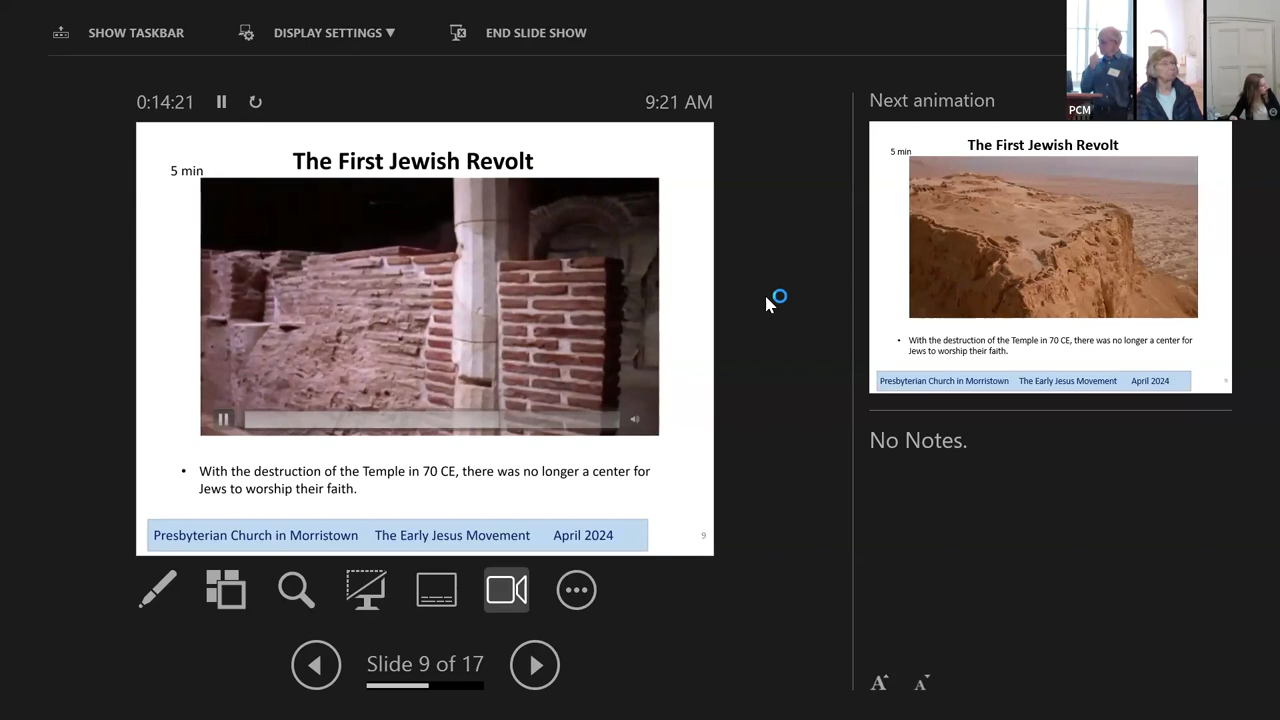 SHOW TASKBAR
DISPLAY SETTINGS ▼
END SLIDE SHOW
PCM
0:14:21
9:21 AM
Next animation
The First Jewish Revolt
5 min
• With the destruction of the Temple in 70 CE, there was no longer a center for
Jews to worship their faith.
Presbyterian Church in Morristown The Early Jesus Movement April 2024
9
The First Jewish Revolt
5 min
• With the destruction of the Temple in 70 CE, there was no longer a center for
Jews to worship their faith.
Presbyterian Church in Morristown The Early Jesus Movement April 2024
9
No Notes.
Slide 9 of 17
A A